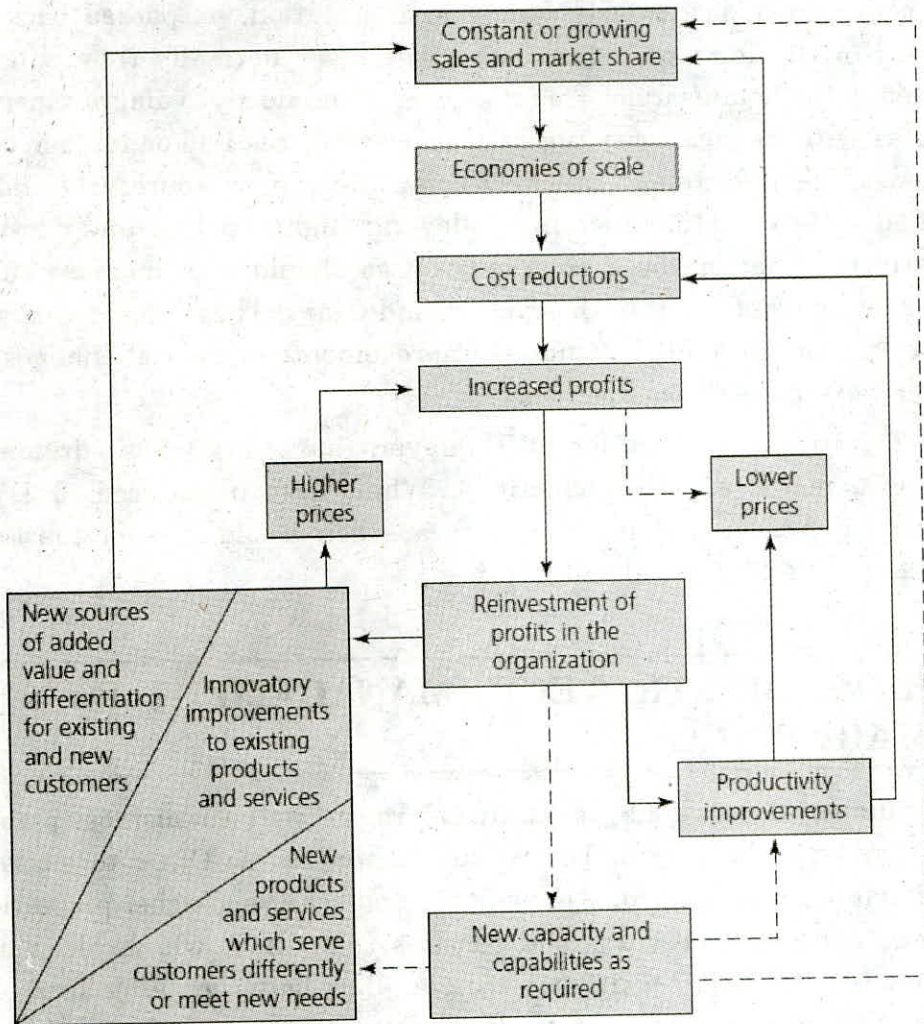 Constant or growing
sales and market share
Economies of scale
Cost reductions
Increased profits
Higher
prices
Lower
prices
Reinvestment of
profits in the
organization
New sources
of added
value and
differentiation
for existing
and new
customers
Innovatory
improvements
to existing
products
and services
New
products
and services
which serve
customers differently
or meet new needs
Productivity
improvements
New capacity and
capabilities as
required